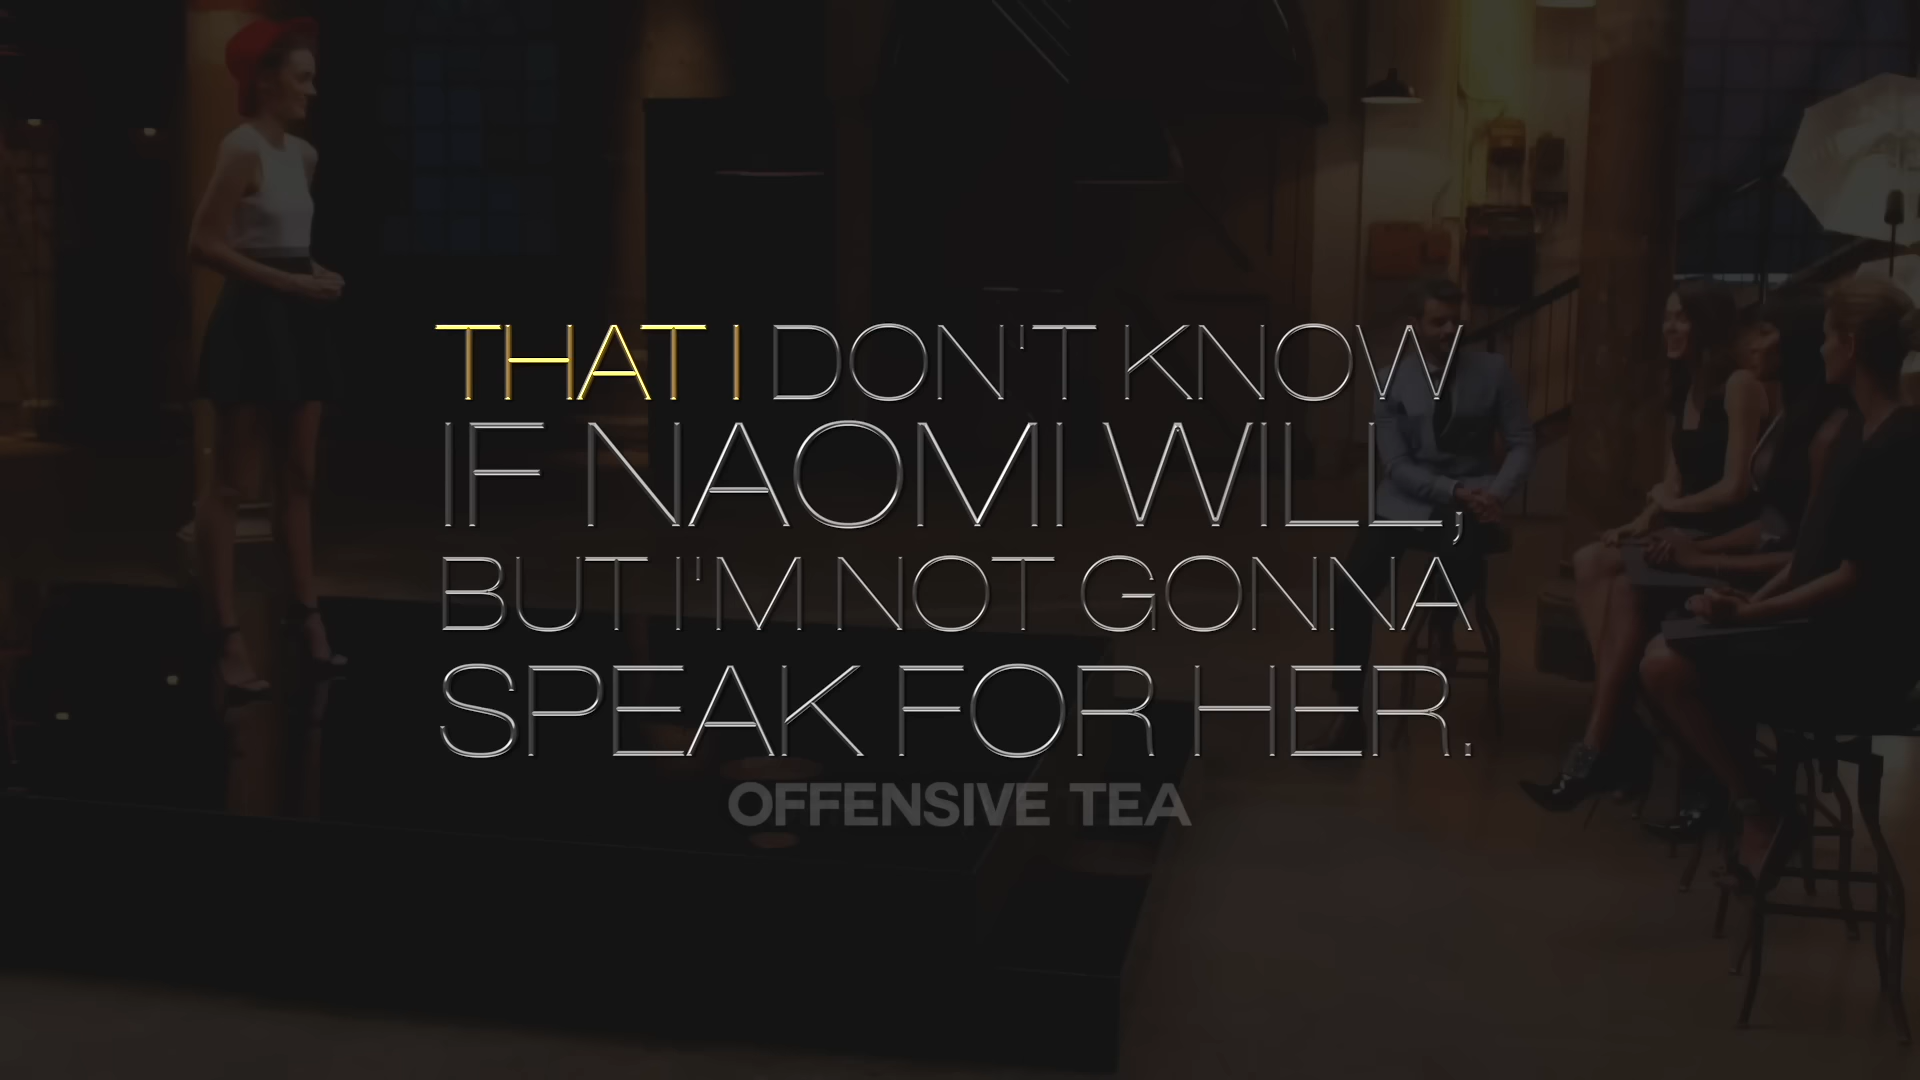 THAT I DON'T KNOW
IF NAOMI WILL,
BUT I'M NOT GONNA
SPEAK FOR HER.
OFFENSIVE TEA